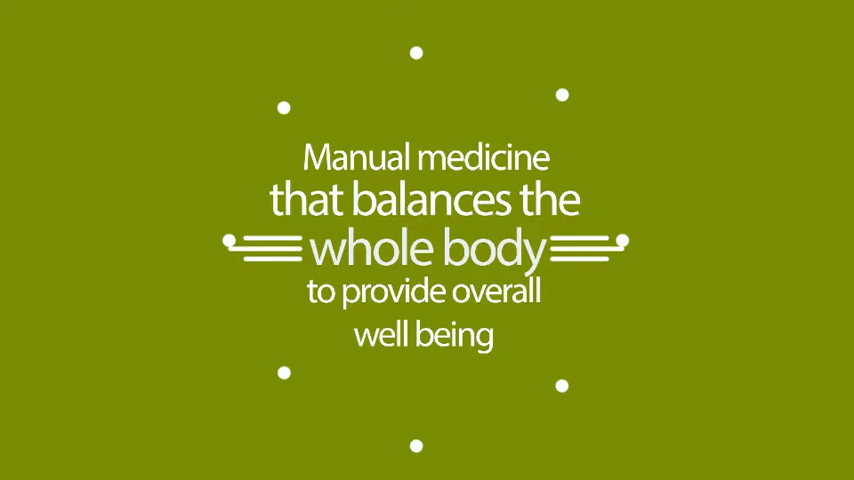 Manual medicine
that balances the
whole body
to provide overall
well being